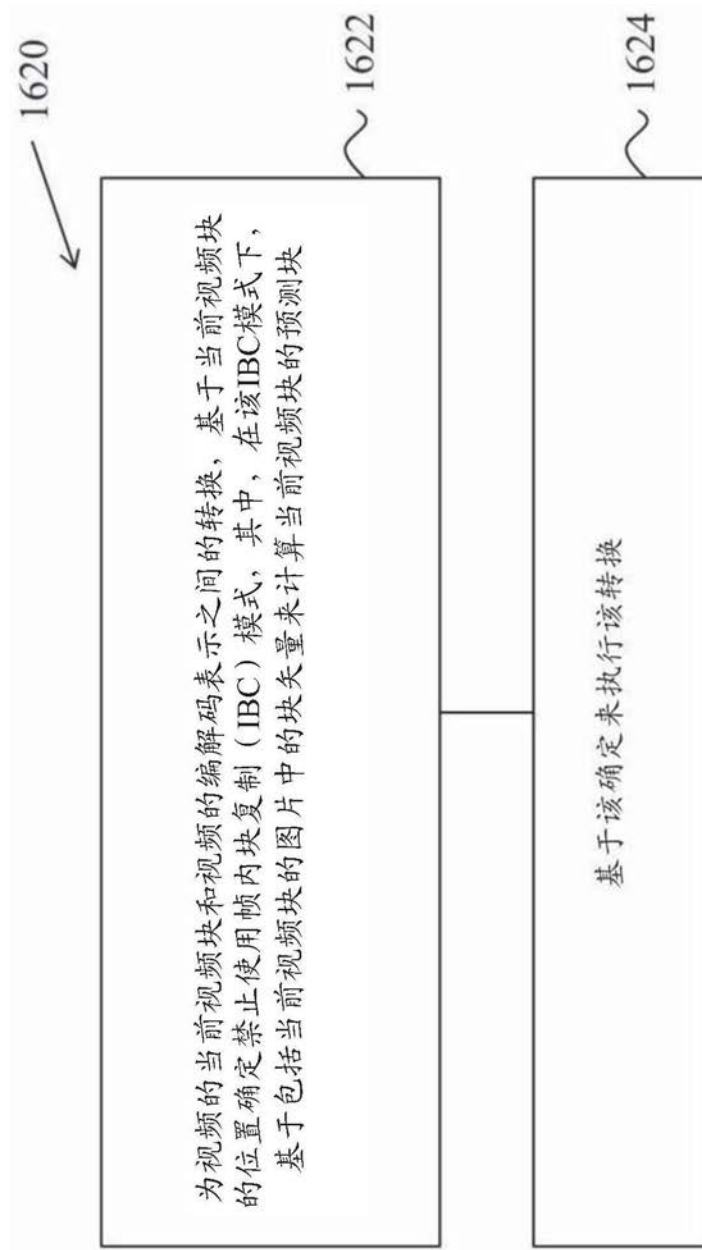 1620
为视频的当前视频块和视频的编解码表示之间的转换，基于当前视频块
的位置确定禁止使用帧内块复制（IBC）模式，其中，在该IBC模式下，
基于包括当前视频块的图片中的块矢量来计算当前视频块的预测块
1622
基于该确定来执行该转换
1624